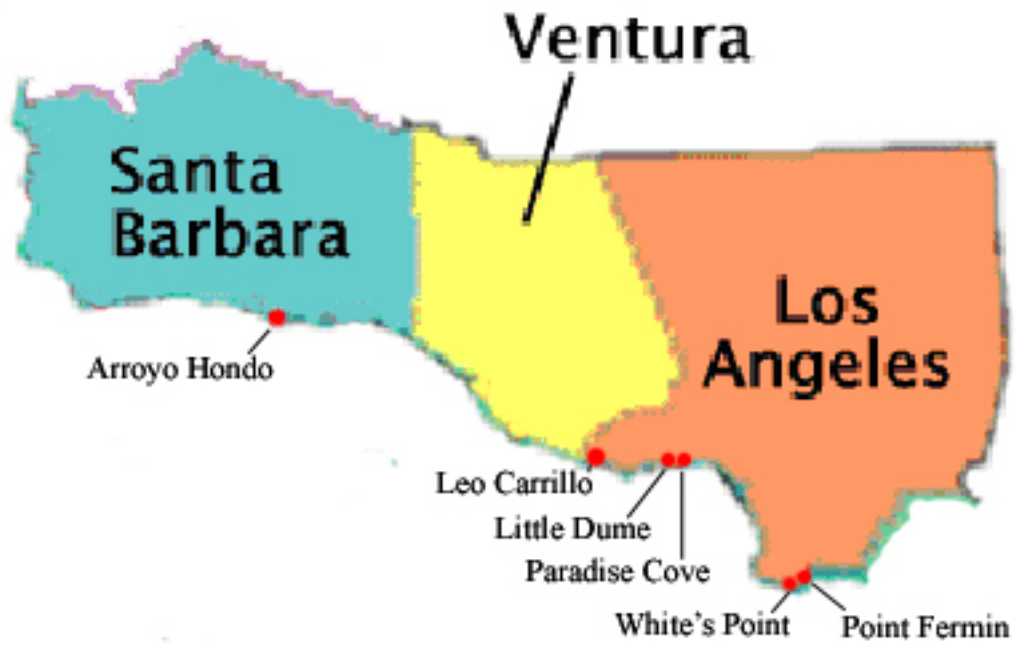 Ventura
Santa
Barbara
Los
Angeles
Arroyo Hondo
Leo Carrillo
Little Dume
Paradise Cove
White's Point
Point Fermin